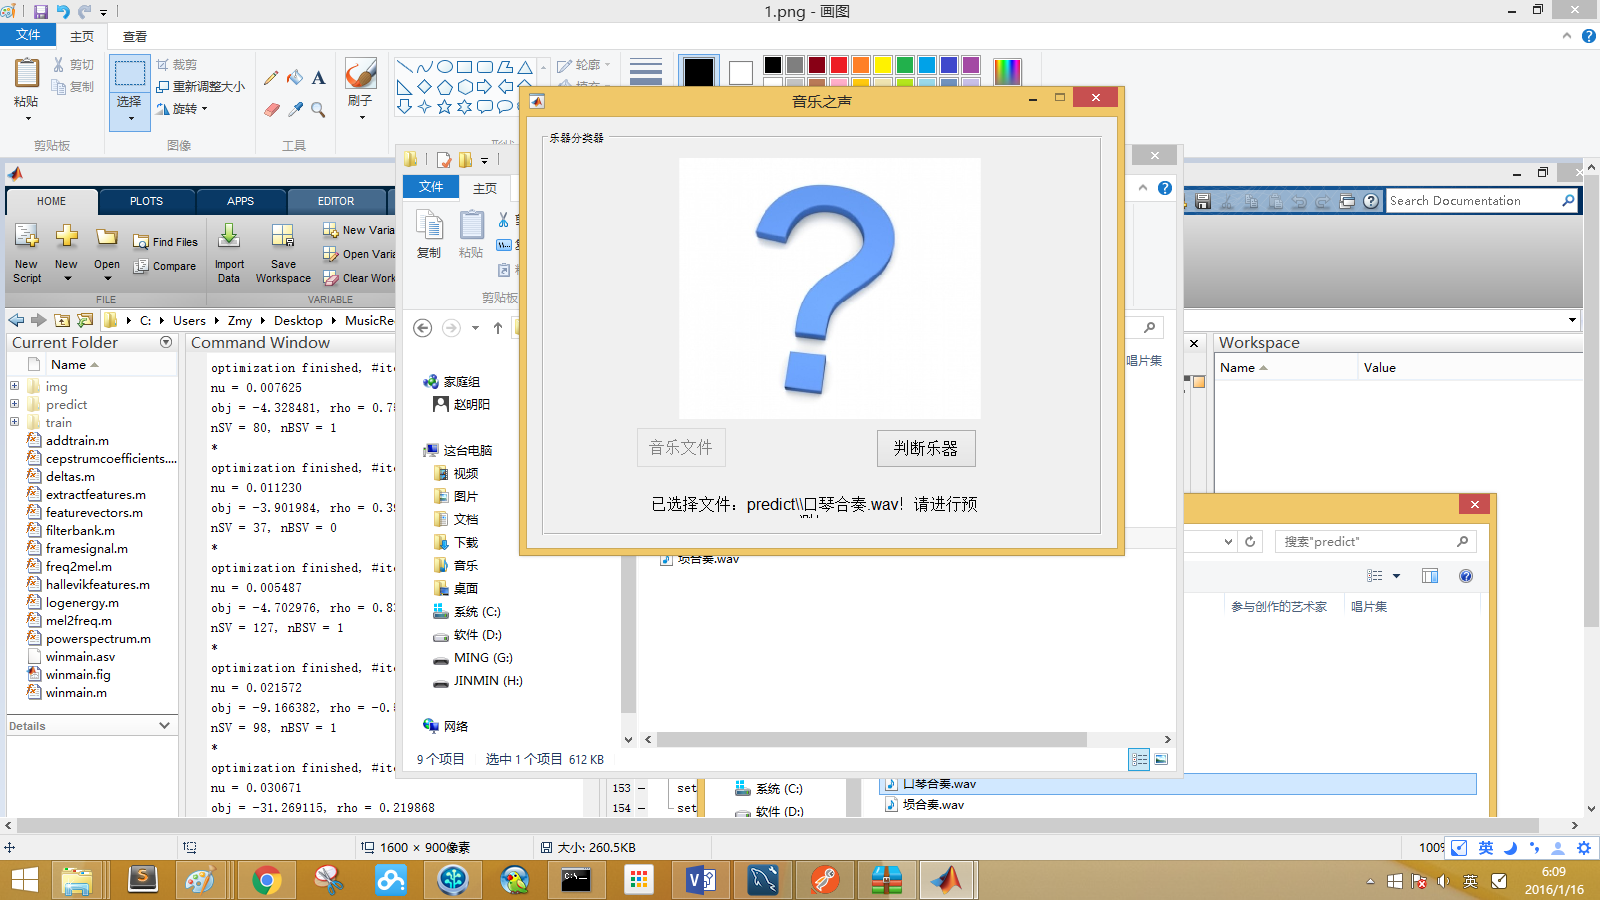 1.png - 画图
文件 主页 查看
粘贴 剪切 复制
选择 裁剪 重新调整大小 旋转
刷子
轮廓
剪贴板 图像 工具
音乐之声
乐器分类器
音乐文件 判断乐器
已选择文件：predict\\口琴合奏.wav！请进行预
文件 主页
复制 粘贴
剪贴板
家庭组
赵明阳
这台电脑
视频
图片
文档
下载
音乐
桌面
系统 (C:)
软件 (D:)
MING (G:)
JINMIN (H:)
网络
9 个项目 选中 1 个项目 612 KB
唱片集
埙合奏.wav
HOME PLOTS APPS EDITOR
Search Documentation
New Script
New
Open
Find Files
Compare
Import Data
Save Workspace
New Varia
Open Varia
Clear Work
FILE VARIABLE
C: Users Zmy Desktop MusicRe
Current Folder
Name
img
predict
train
addtrain.m
cepstrumcoefficients....
deltas.m
extractfeatures.m
featurevectors.m
filterbank.m
framesignal.m
freq2mel.m
hallevikfeatures.m
logenergy.m
mel2freq.m
powerspectrum.m
winmain.asv
winmain.fig
winmain.m
Details
Command Window
optimization finished, #it
nu = 0.007625
obj = -4.328481, rho = 0.7
nSV = 80, nBSV = 1
*
optimization finished, #it
nu = 0.011230
obj = -3.901984, rho = 0.3
nSV = 37, nBSV = 0
*
optimization finished, #it
nu = 0.005487
obj = -4.702976, rho = 0.8
nSV = 127, nBSV = 1
*
optimization finished, #it
nu = 0.021572
obj = -9.166382, rho = -0.
nSV = 98, nBSV = 1
*
optimization finished, #it
nu = 0.030671
obj = -31.269115, rho = 0.219868
153 set
154 set
Workspace
Name Value
搜索"predict"
参与创作的艺术家 唱片集
系统 (C:)
软件 (D:)
口琴合奏.wav
埙合奏.wav
1600 × 900像素 大小: 260.5KB 100%
英
英
6:09
2016/1/16